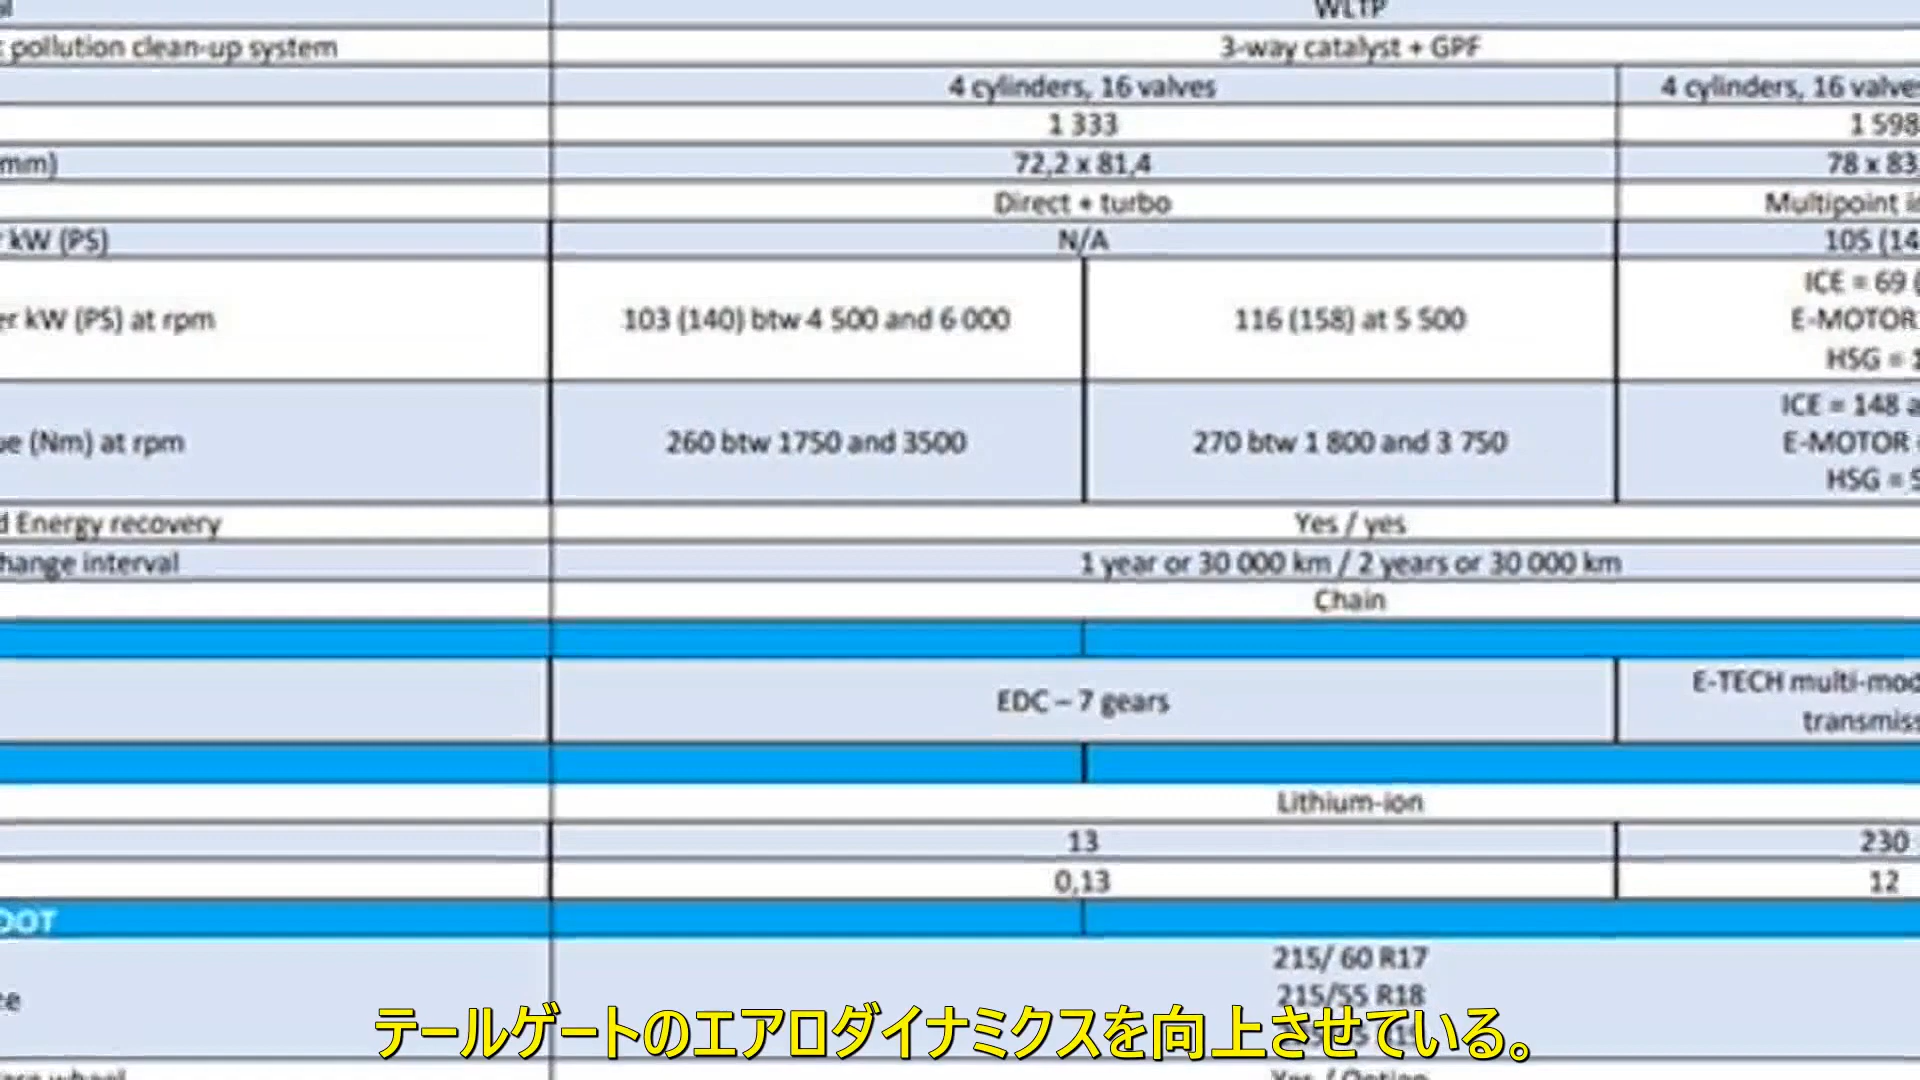 WLTP
pollution clean-up system 3-way catalyst + GPF
4 cylinders, 16 valves 4 cylinders, 16 valve
1 333 1 598
mm) 72,2 x 81,4 78 x 83,
Direct + turbo Multipoint
kW (PS) N/A 105 (14
ICE = 69 (
kW (PS) at rpm 103 (140) btw 4 500 and 6 000 116 (158) at 5 500 E-MOTOR
HSG = 1
ICE = 148 a
(Nm) at rpm 260 btw 1750 and 3500 270 btw 1 800 and 3 750 E-MOTOR
HSG = 5
Energy recovery Yes / yes
hange interval 1 year or 30 000 km / 2 years or 30 000 km
Chain
EDC – 7 gears
E-TECH multi-mod
transmiss
Lithium-ion
13 230
0,13 12
OOT
215/ 60 R17
215/55 R18
テールゲートのエアロダイナミクスを向上させている。
Yes / Option